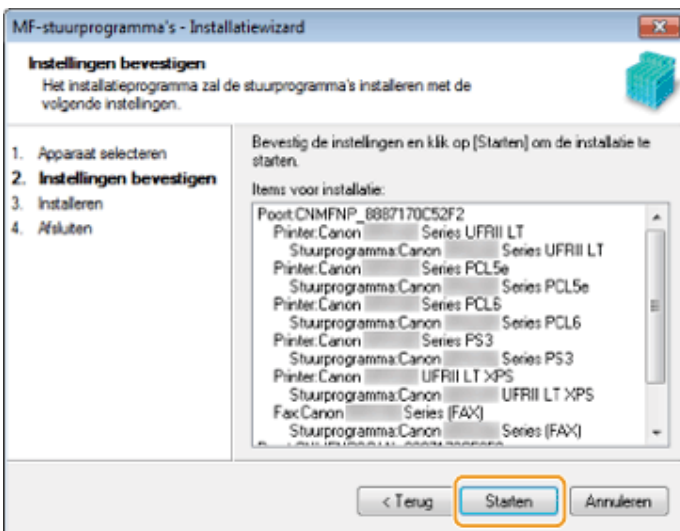 MF-stuurprogramma's - Installatiewizard
Instellingen bevestigen
Het installatieprogramma zal de stuurprogramma's installeren met de
volgende instellingen.
1. Apparaat selecteren
2. Instellingen bevestigen
3. Installeren
4. Afsluiten
Bevestig de instellingen en klik op [Starten] om de installatie te
starten.
Items voor installatie:
Poort:CNMFNP_8887170C52F2
Printer:Canon Series UFRII LT
Stuurprogramma:Canon Series UFRII LT
Printer:Canon Series PCL5e
Stuurprogramma:Canon Series PCL5e
Printer:Canon Series PCL6
Stuurprogramma:Canon Series PCL6
Printer:Canon Series PS3
Stuurprogramma:Canon Series PS3
Printer:Canon UFRII LT XPS
Stuurprogramma:Canon UFRII LT XPS
Fax:Canon Series (FAX)
Stuurprogramma:Canon Series (FAX)
< Terug Starten Annuleren